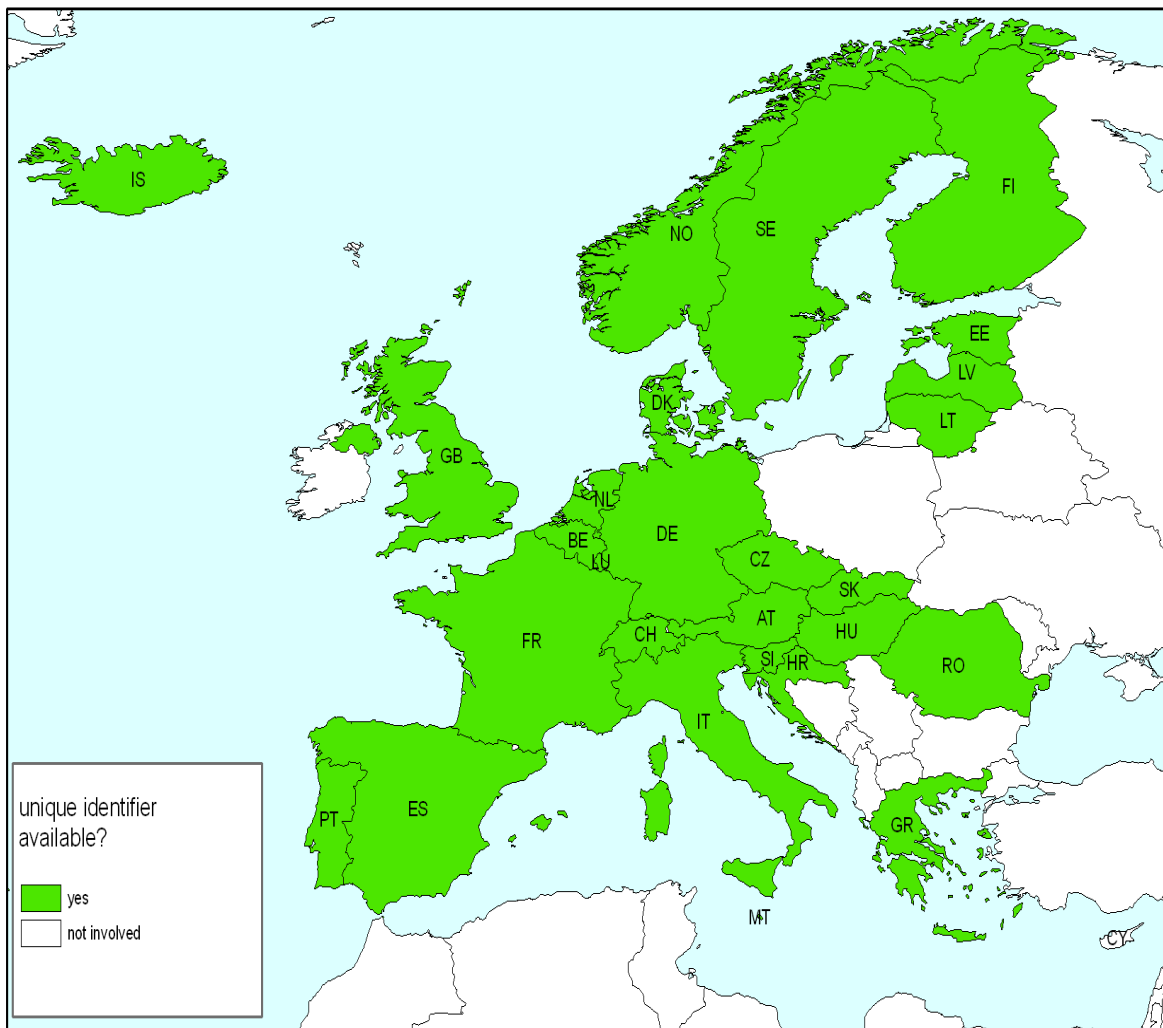 IS
NO
SE
FI
EE
LV
LT
DK
GB
NL
BE
LU
DE
CZ
SK
AT
HU
FR
CH
SI
HR
RO
IT
PT
ES
GR
MT
CY
unique identifier
available?
yes
not involved